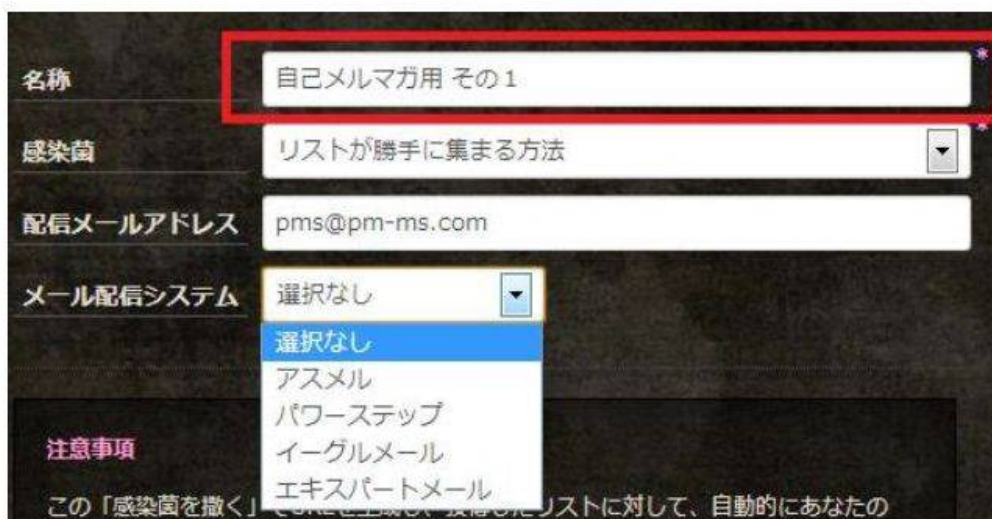 名称
自己メルマガ用 その1
*
感染菌
リストが勝手に集まる方法
*
配信メールアドレス
pms@pm-ms.com
メール配信システム
選択なし
選択なし
アスメル
パワーステップ
イーグルメール
エキスパートメール
注意事項
この「感染菌を撒く」 リストに対して、自動的にあなたの